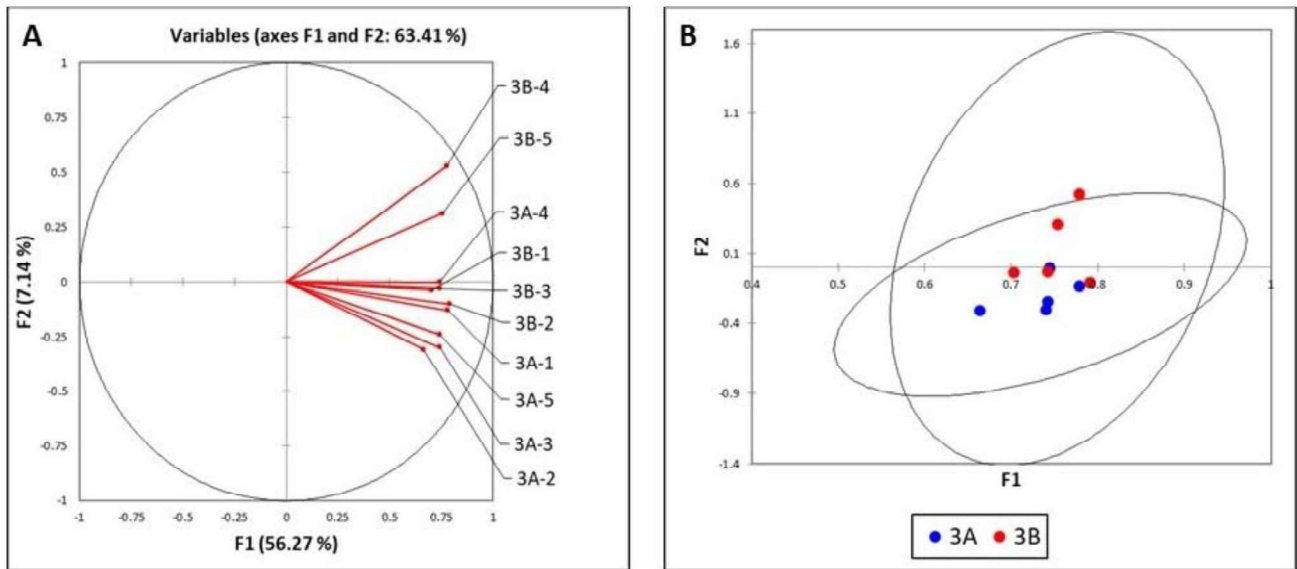 A
Variables (axes F1 and F2: 63.41 %)
1
0.75
0.5
0.25
0
-0.25
-0.5
-0.75
-1
F2 (7.14 %)
-1 -0.75 -0.5 -0.25 0 0.25 0.5 0.75 1
F1 (56.27 %)
3B-4
3B-5
3A-4
3B-1
3B-3
3B-2
3A-1
3A-5
3A-3
3A-2
B
1.6
1.1
0.6
0.1
-0.4
-0.9
-1.4
F2
0.4 0.5 0.6 0.7 0.8 0.9 1
F1
3A 3B